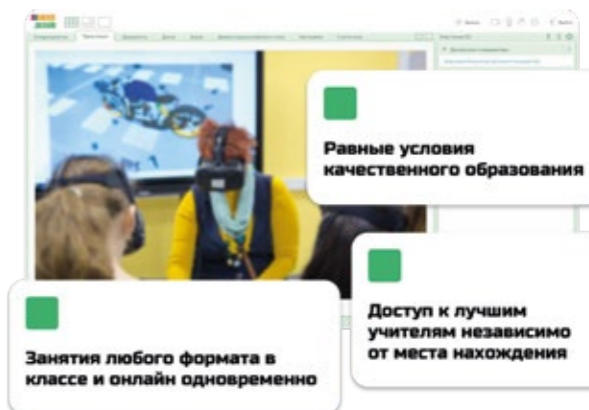 Равные условия
качественного образования
Доступ к лучшим
учителям независимо
от места нахождения
Занятия любого формата в
классе и онлайн одновременно